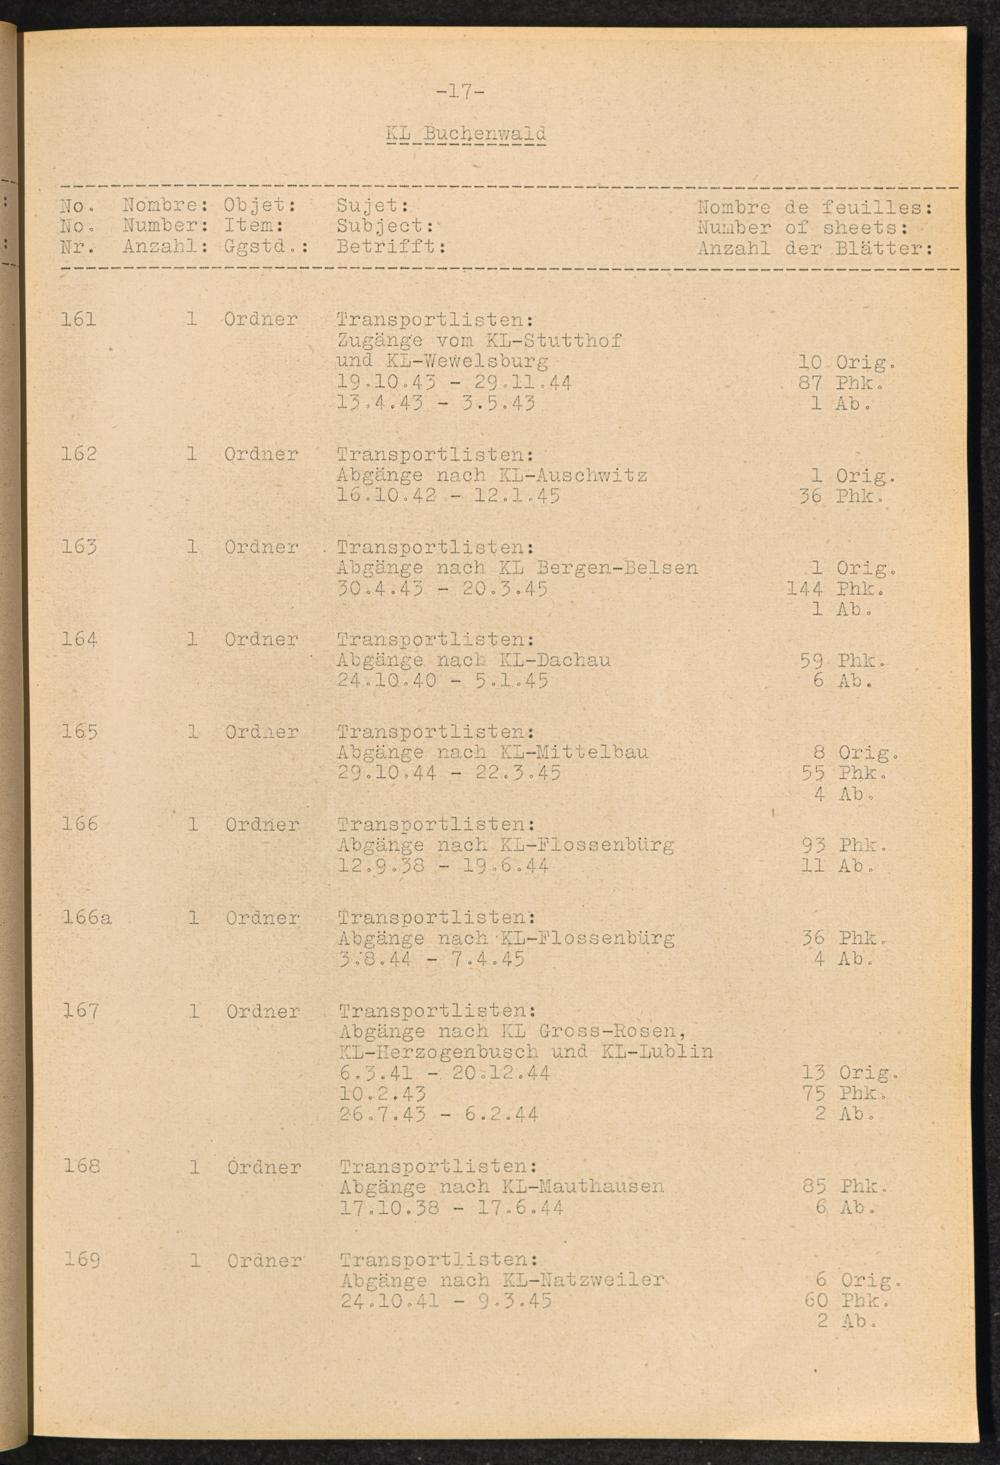 -17-
KL Buchenwald
No. Nombre: Objet: Sujet: Nombre de feuilles:
No. Number: Item: Subject: Number of sheets:
Nr. Anzahl: Ggstd.: Betrifft: Anzahl der Blätter:
161 1 Ordner Transportlisten:
Zugänge vom KL-Stutthof
und KL-Wewelsburg 10 Orig.
19.10.43 - 29.11.44 87 Phk.
13.4.43 - 3.5.43 1 Ab.
162 1 Ordner Transportlisten:
Abgänge nach KL-Auschwitz 1 Orig.
16.10.42 - 12.1.45 36 Phk.
163 1 Ordner Transportlisten:
Abgänge nach KL Bergen-Belsen 1 Orig.
30.4.43 - 20.3.45 144 Phk.
1 Ab.
164 1 Ordner Transportlisten:
Abgänge nach KL-Dachau 59 Phk.
24.10.40 - 5.1.45 6 Ab.
165 1 Ordner Transportlisten:
Abgänge nach KL-Mittelbau 8 Orig.
29.10.44 - 22.3.45 55 Phk.
4 Ab.
166 1 Ordner Transportlisten:
Abgänge nach KL-Flossenbürg 93 Phk.
12.9.38 - 19.6.44 11 Ab.
166a 1 Ordner Transportlisten:
Abgänge nach KL-Flossenbürg 36 Phk.
3.8.44 - 7.4.45 4 Ab.
167 1 Ordner Transportlisten:
Abgänge nach KL Gross-Rosen,
KL-Herzogenbusch und KL-Lublin
6.3.41 - 20.12.44 13 Orig.
10.2.43 75 Phk.
26.7.43 - 6.2.44 2 Ab.
168 1 Ordner Transportlisten:
Abgänge nach KL-Mauthausen 85 Phk.
17.10.38 - 17.6.44 6 Ab.
169 1 Ordner Transportlisten:
Abgänge nach KL-Natzweiler 6 Orig.
24.10.41 - 9.3.45 60 Phk.
2 Ab.